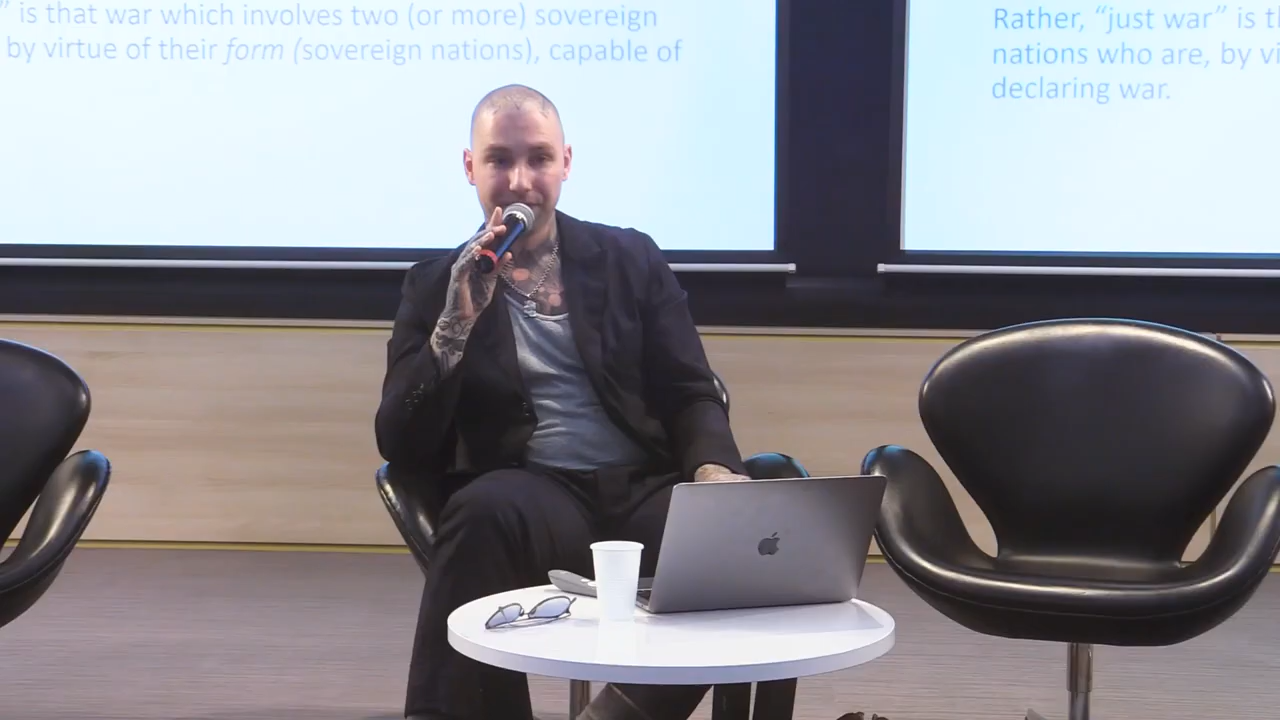 ” is that war which involves two (or more) sovereign
by virtue of their form (sovereign nations), capable of
Rather, “just war” is
nations who are, by
declaring war.